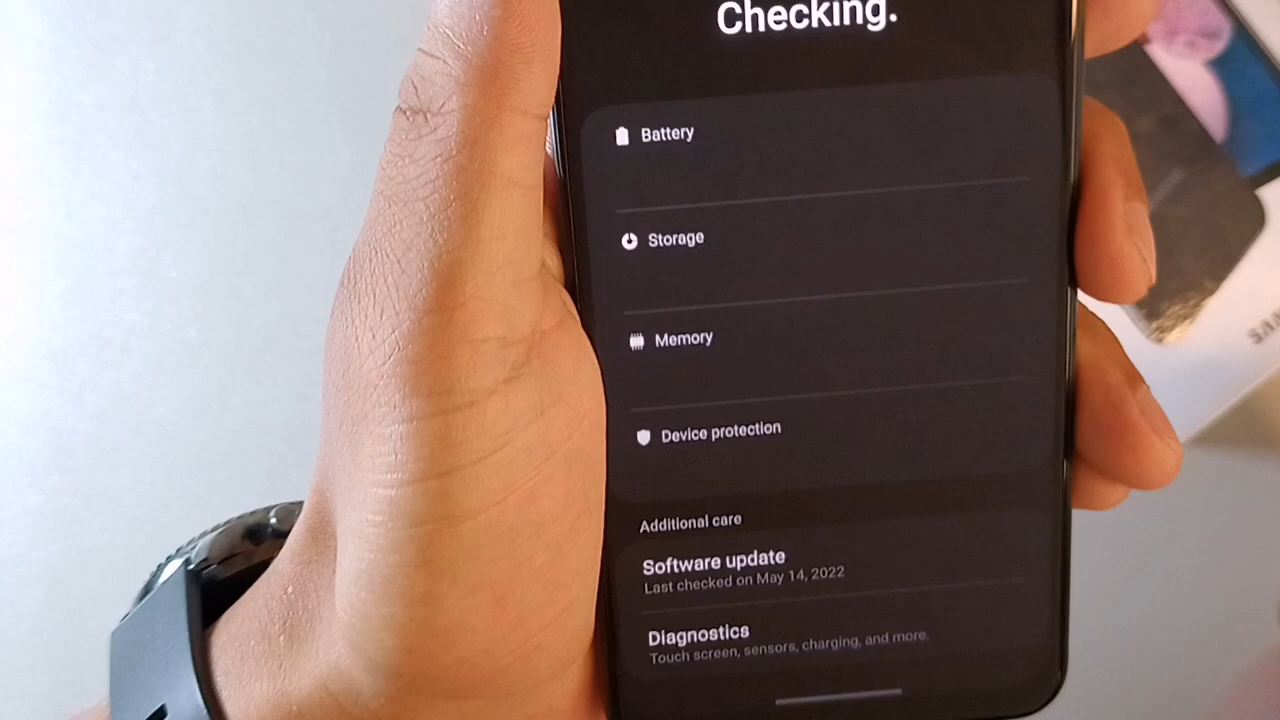 Checking.
Battery
Storage
Memory
Device protection
Additional care
Software update
Last checked on May 14, 2022
Diagnostics
Touch screen, sensors, charging, and more.